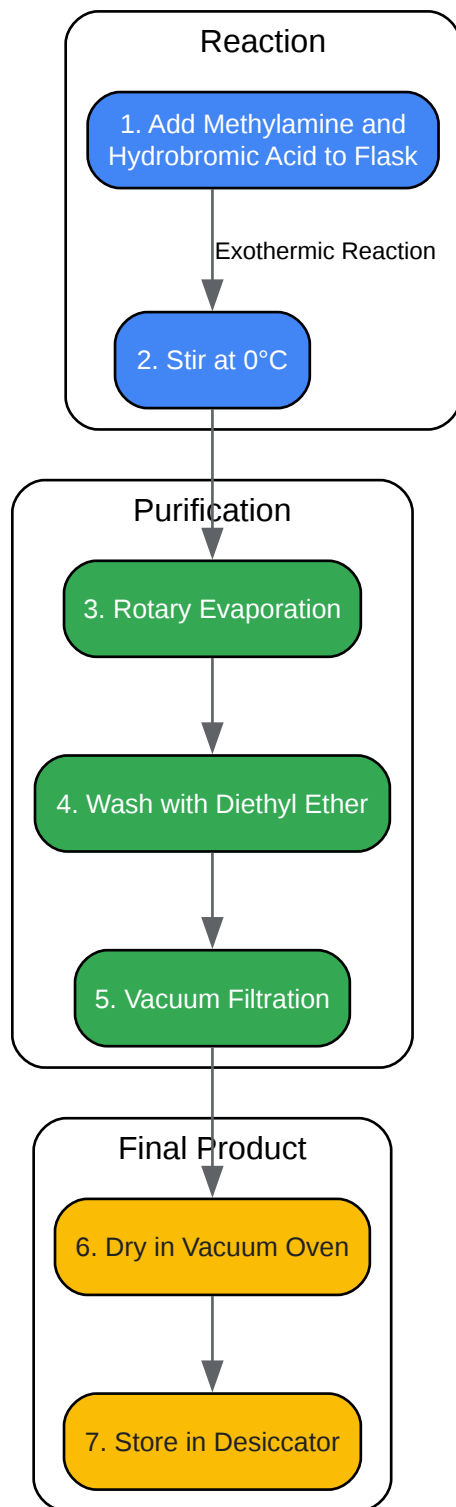 Reaction
1. Add Methylamine and
Hydrobromic Acid to Flask
Exothermic Reaction
2. Stir at 0°C
Purification
3. Rotary Evaporation
4. Wash with Diethyl Ether
5. Vacuum Filtration
Final Product
6. Dry in Vacuum Oven
7. Store in Desiccator